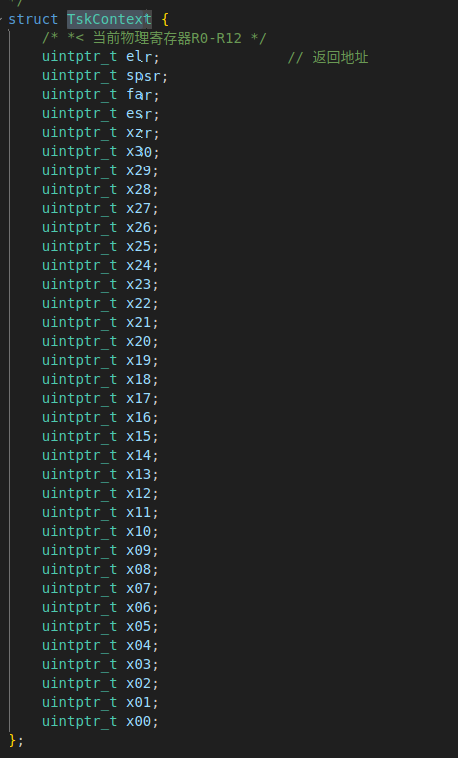 */
struct TskContext {
    /* *< 当前物理寄存器R0-R12 */
    uintptr_t elr;               // 返回地址
    uintptr_t spsr;
    uintptr_t far;
    uintptr_t esr;
    uintptr_t xzr;
    uintptr_t x30;
    uintptr_t x29;
    uintptr_t x28;
    uintptr_t x27;
    uintptr_t x26;
    uintptr_t x25;
    uintptr_t x24;
    uintptr_t x23;
    uintptr_t x22;
    uintptr_t x21;
    uintptr_t x20;
    uintptr_t x19;
    uintptr_t x18;
    uintptr_t x17;
    uintptr_t x16;
    uintptr_t x15;
    uintptr_t x14;
    uintptr_t x13;
    uintptr_t x12;
    uintptr_t x11;
    uintptr_t x10;
    uintptr_t x09;
    uintptr_t x08;
    uintptr_t x07;
    uintptr_t x06;
    uintptr_t x05;
    uintptr_t x04;
    uintptr_t x03;
    uintptr_t x02;
    uintptr_t x01;
    uintptr_t x00;
};